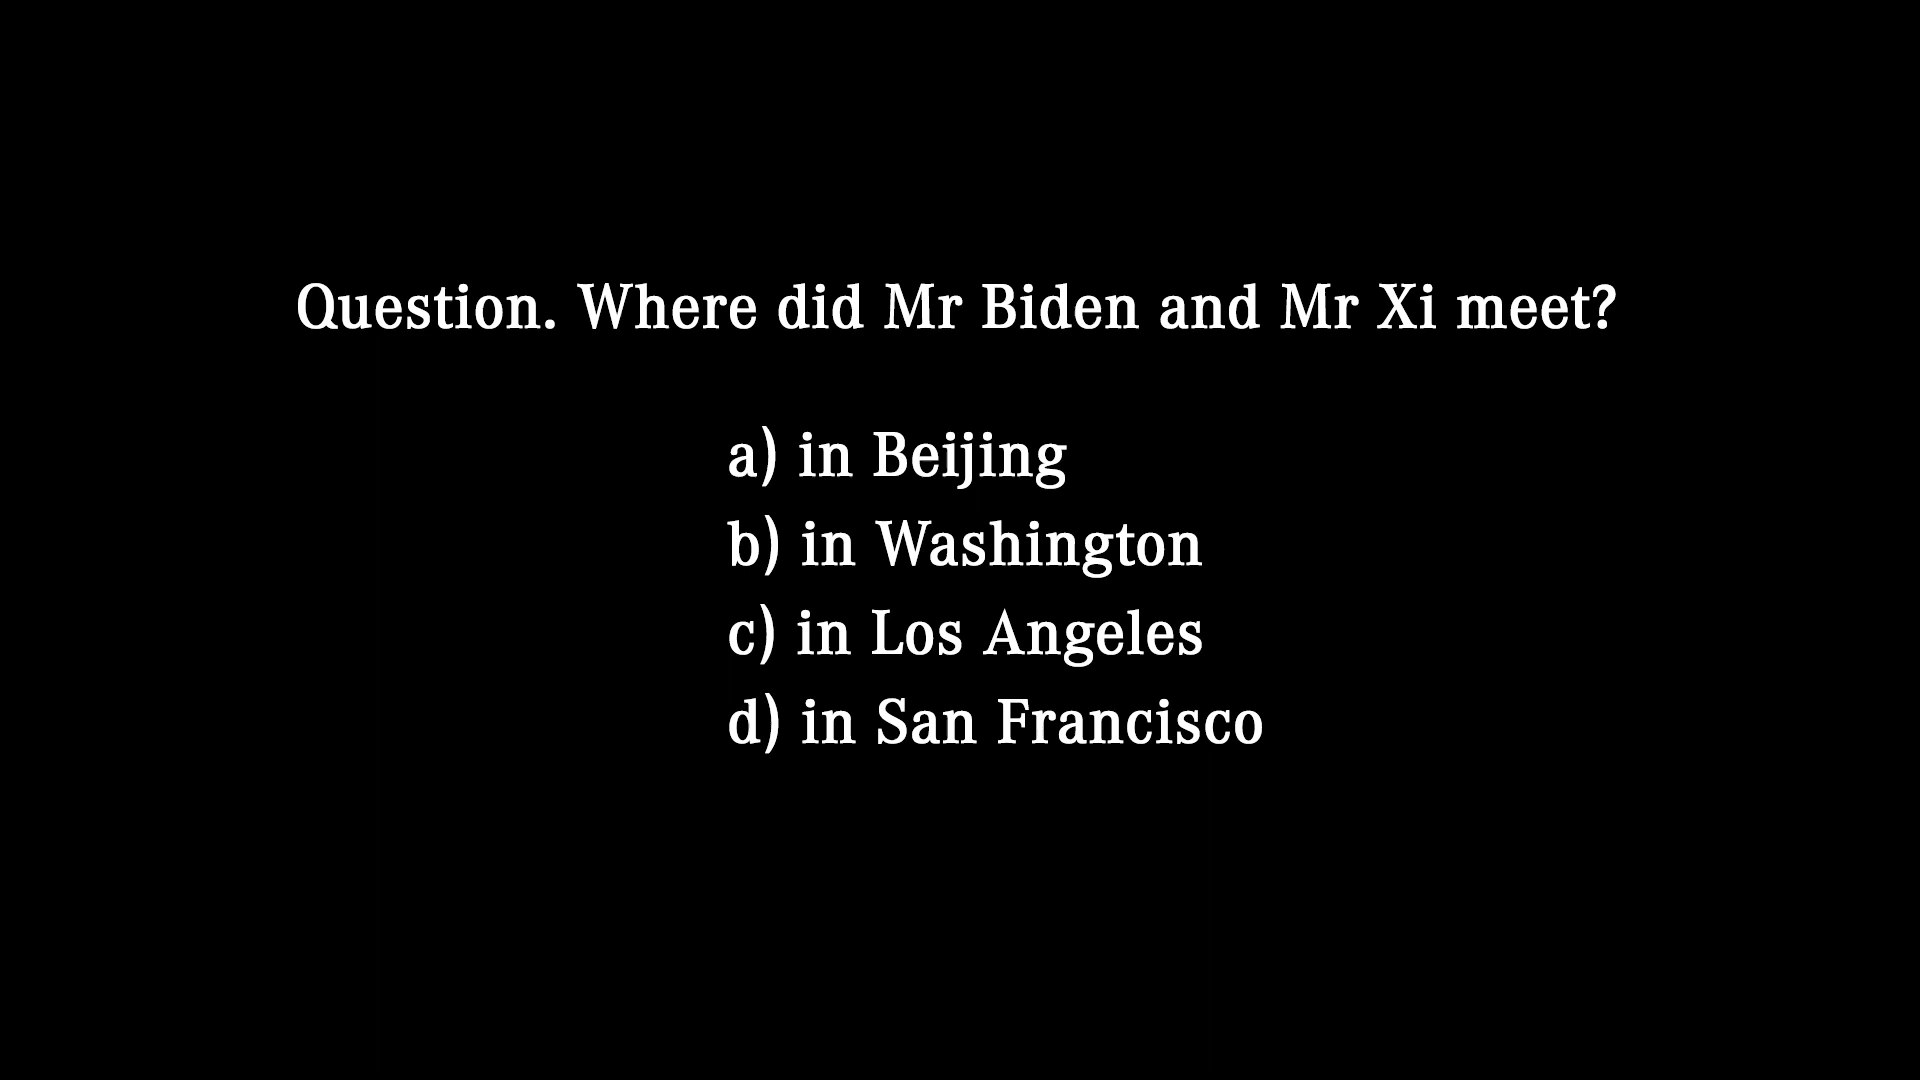 Question. Where did Mr Biden and Mr Xi meet?
a) in Beijing
b) in Washington
c) in Los Angeles
d) in San Francisco